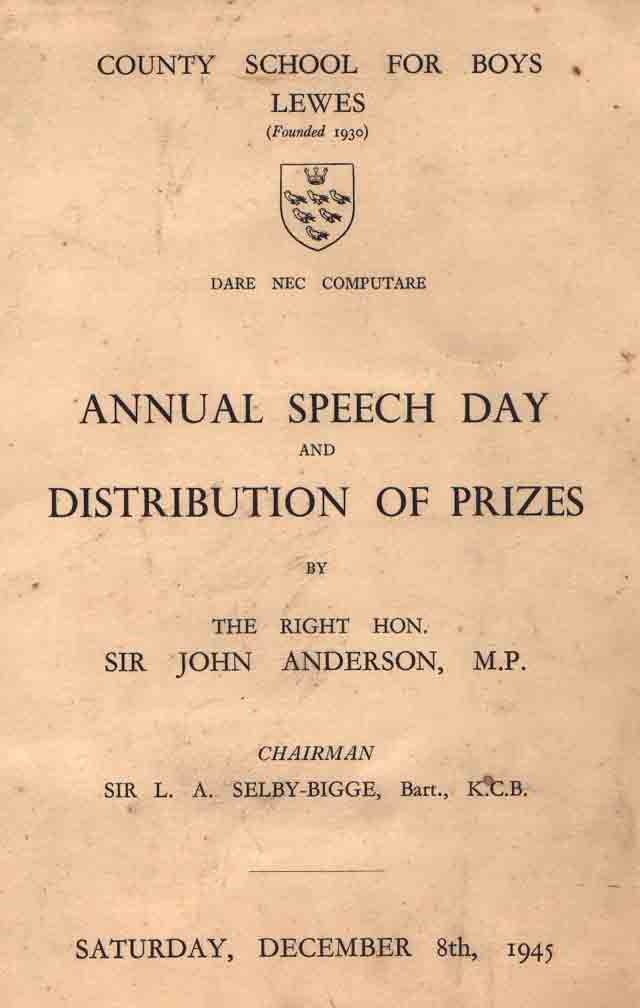 COUNTY SCHOOL FOR BOYS
LEWES
(Founded 1930)
DARE NEC COMPUTARE
ANNUAL SPEECH DAY
AND
DISTRIBUTION OF PRIZES
BY
THE RIGHT HON.
SIR JOHN ANDERSON, M.P.
CHAIRMAN
SIR L. A. SELBY-BIGGE, Bart., K.C.B.
SATURDAY, DECEMBER 8th, 1945